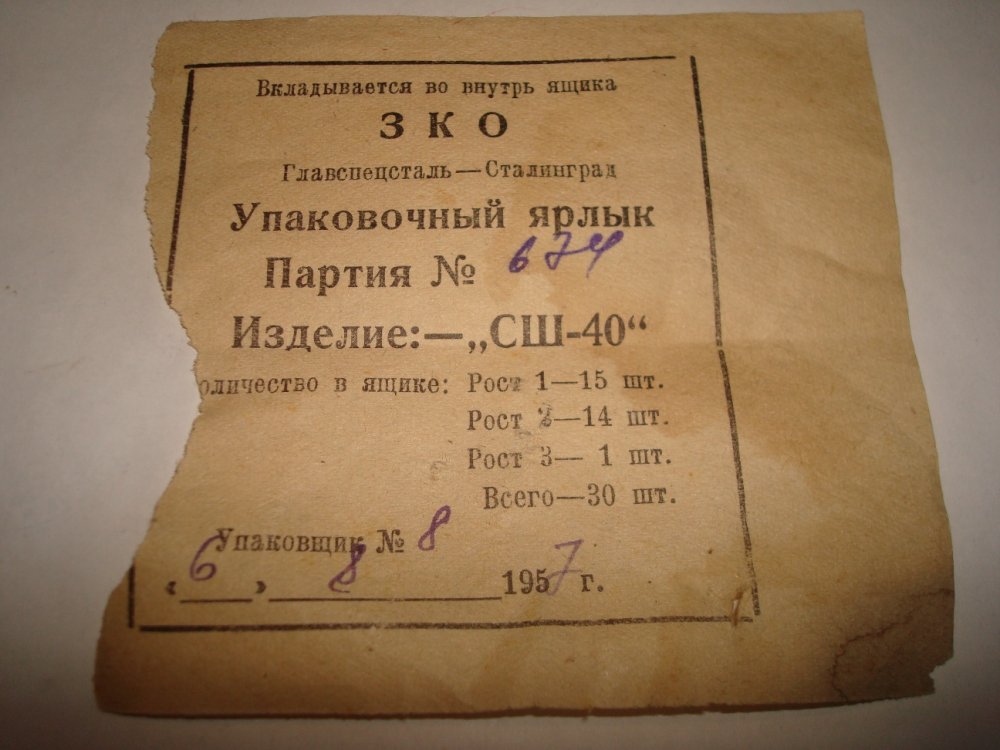 Вкладывается во внутрь ящика
ЗКО
Главспецсталь — Сталинград
Упаковочный ярлык
Партия № 674
Изделие:—„СШ-40“
оличество в ящике: Рост 1—15 шт.
Рост 2—14 шт.
Рост 3— 1 шт.
Всего—30 шт.
Упаковщик № 8
« 6 » 8 1957 г.